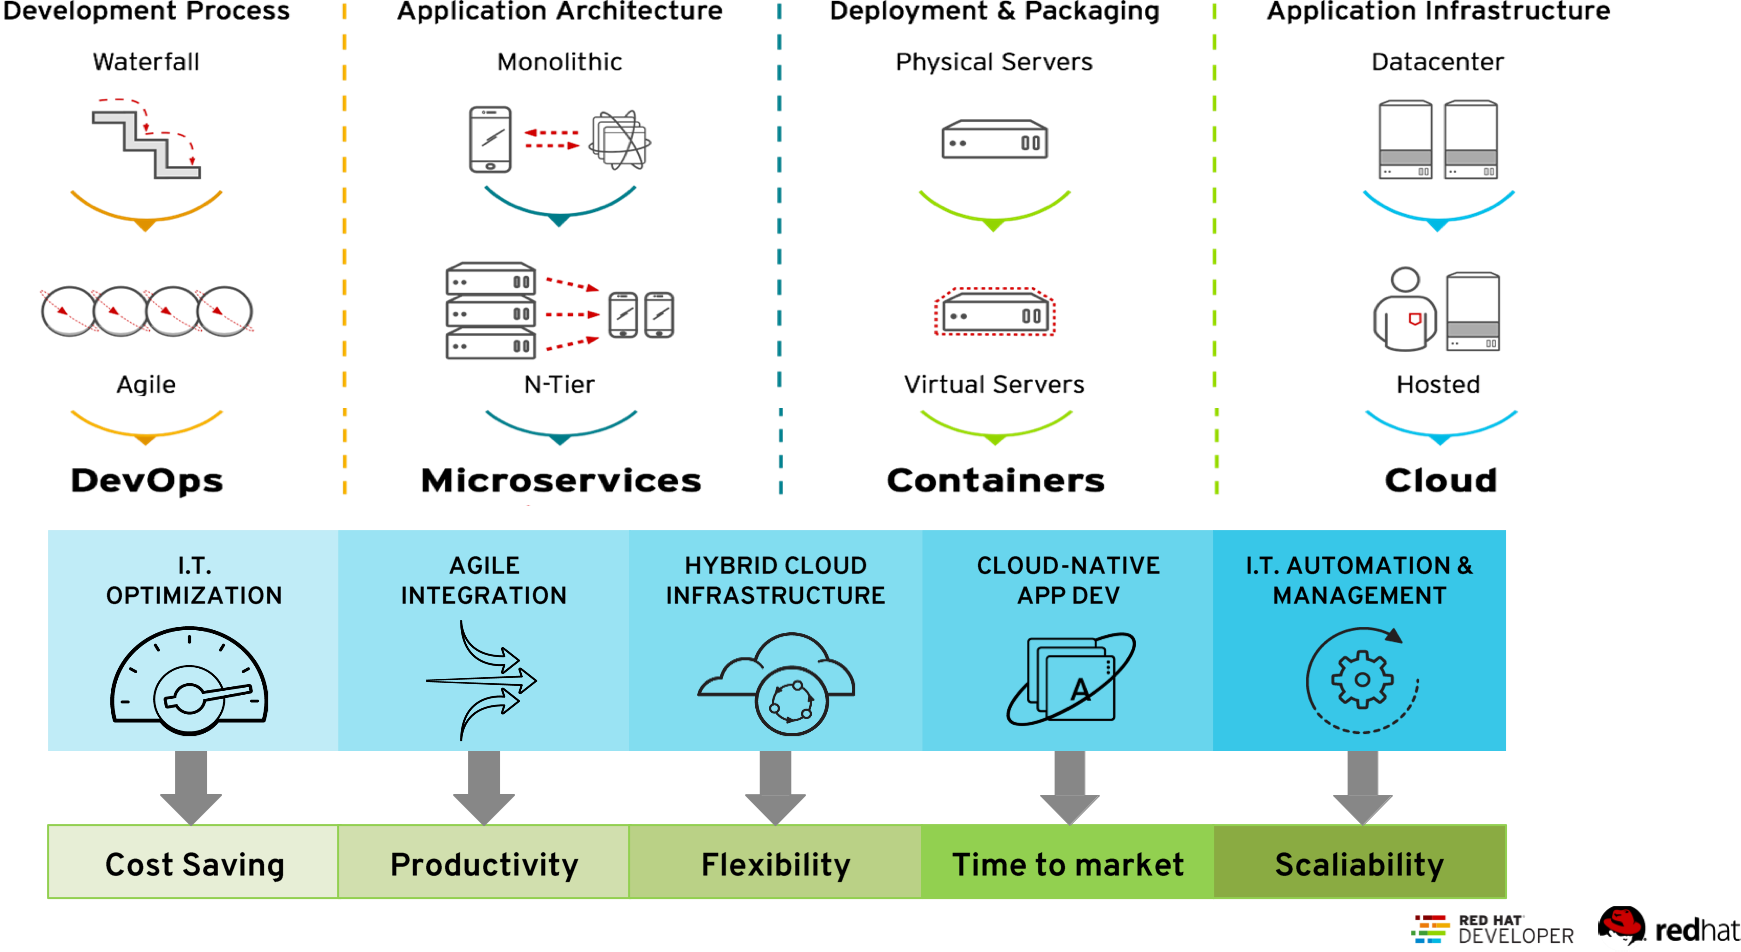 Development Process
Application Architecture
Deployment & Packaging
Application Infrastructure
Waterfall
Monolithic
Physical Servers
Datacenter
Agile
N-Tier
Virtual Servers
Hosted
DevOps
Microservices
Containers
Cloud
I.T.
OPTIMIZATION
AGILE
INTEGRATION
HYBRID CLOUD
INFRASTRUCTURE
CLOUD-NATIVE
APP DEV
A
I.T. AUTOMATION &
MANAGEMENT
Cost Saving
Productivity
Flexibility
Time to market
Scaliability
RED HAT
DEVELOPER
redhat